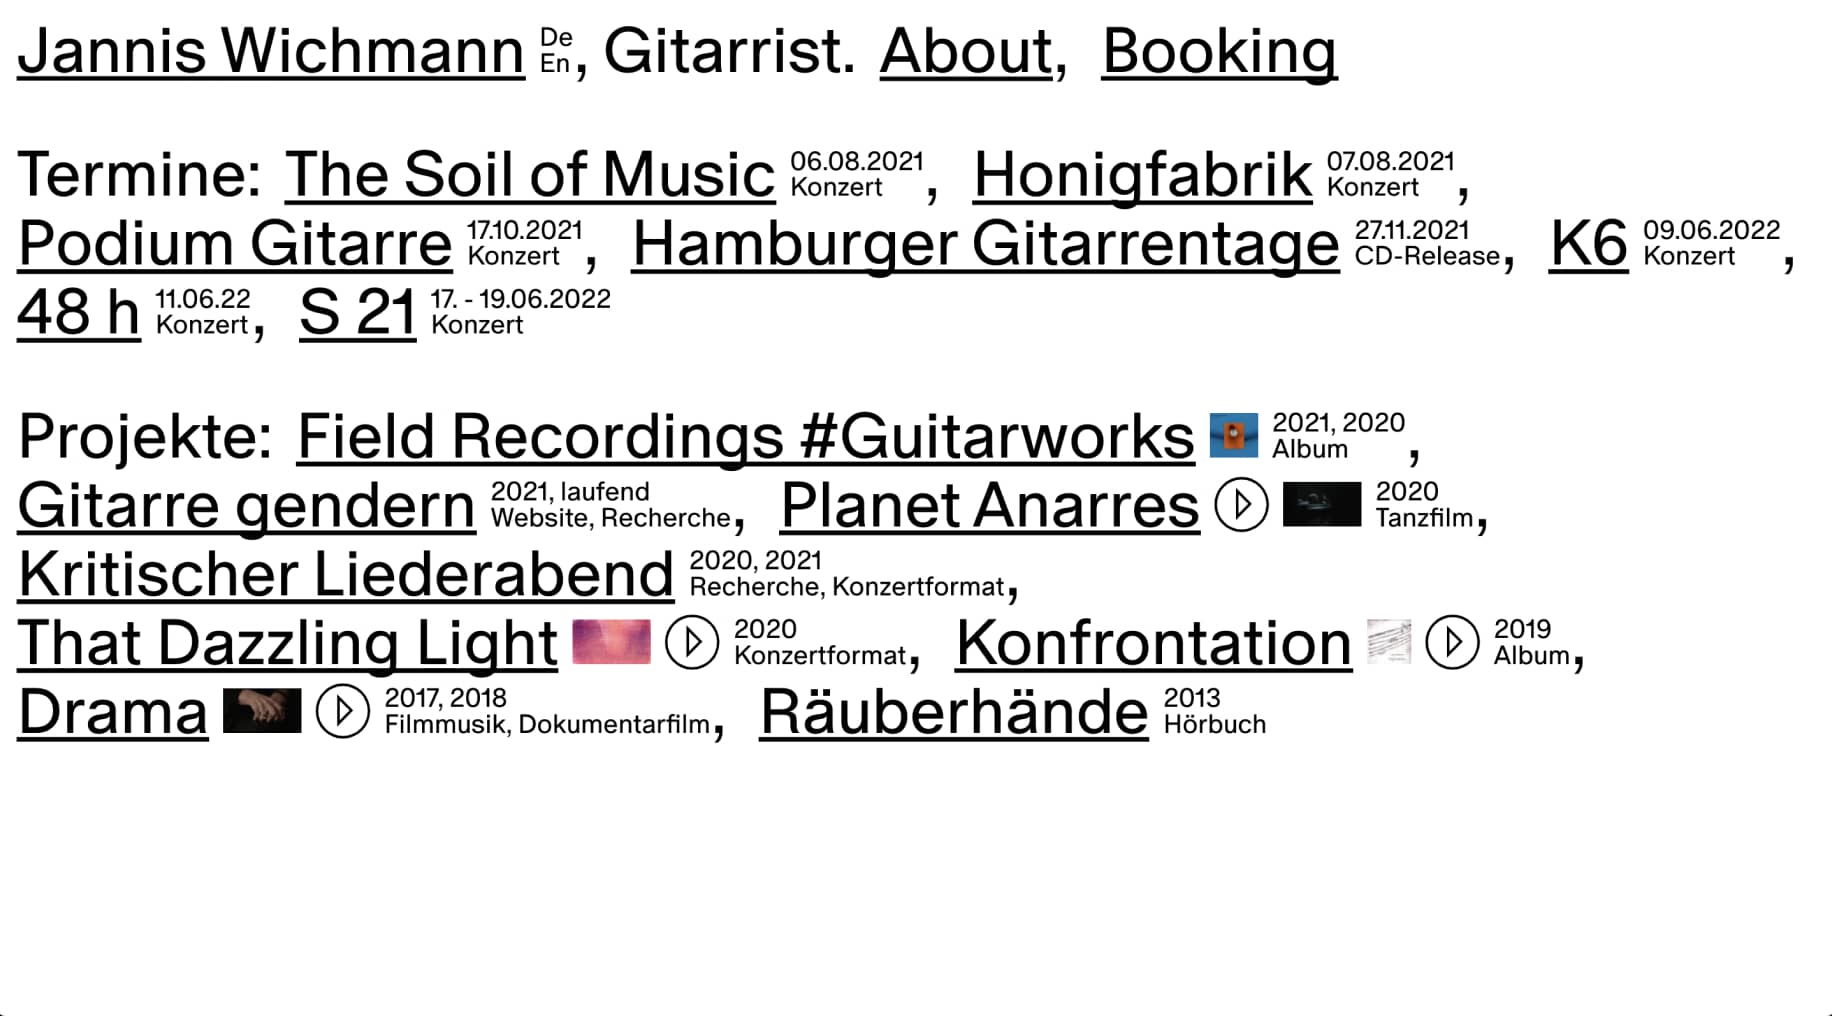 Jannis Wichmann De En, Gitarrist. About, Booking
Termine: The Soil of Music 06.08.2021 Konzert, Honigfabrik 07.08.2021 Konzert,
Podium Gitarre 17.10.2021 Konzert, Hamburger Gitarrentage 27.11.2021 CD-Release, K6 09.06.2022 Konzert,
48 h 11.06.22 Konzert, S 21 17. - 19.06.2022 Konzert
Projekte: Field Recordings #Guitarworks 2021, 2020 Album,
Gitarre gendern 2021, laufend Website, Recherche, Planet Anarres 2020 Tanzfilm,
Kritischer Liederabend 2020, 2021 Recherche, Konzertformat,
That Dazzling Light 2020 Konzertformat, Konfrontation 2019 Album,
Drama 2017, 2018 Filmmusik, Dokumentarfilm, Räuberhände 2013 Hörbuch